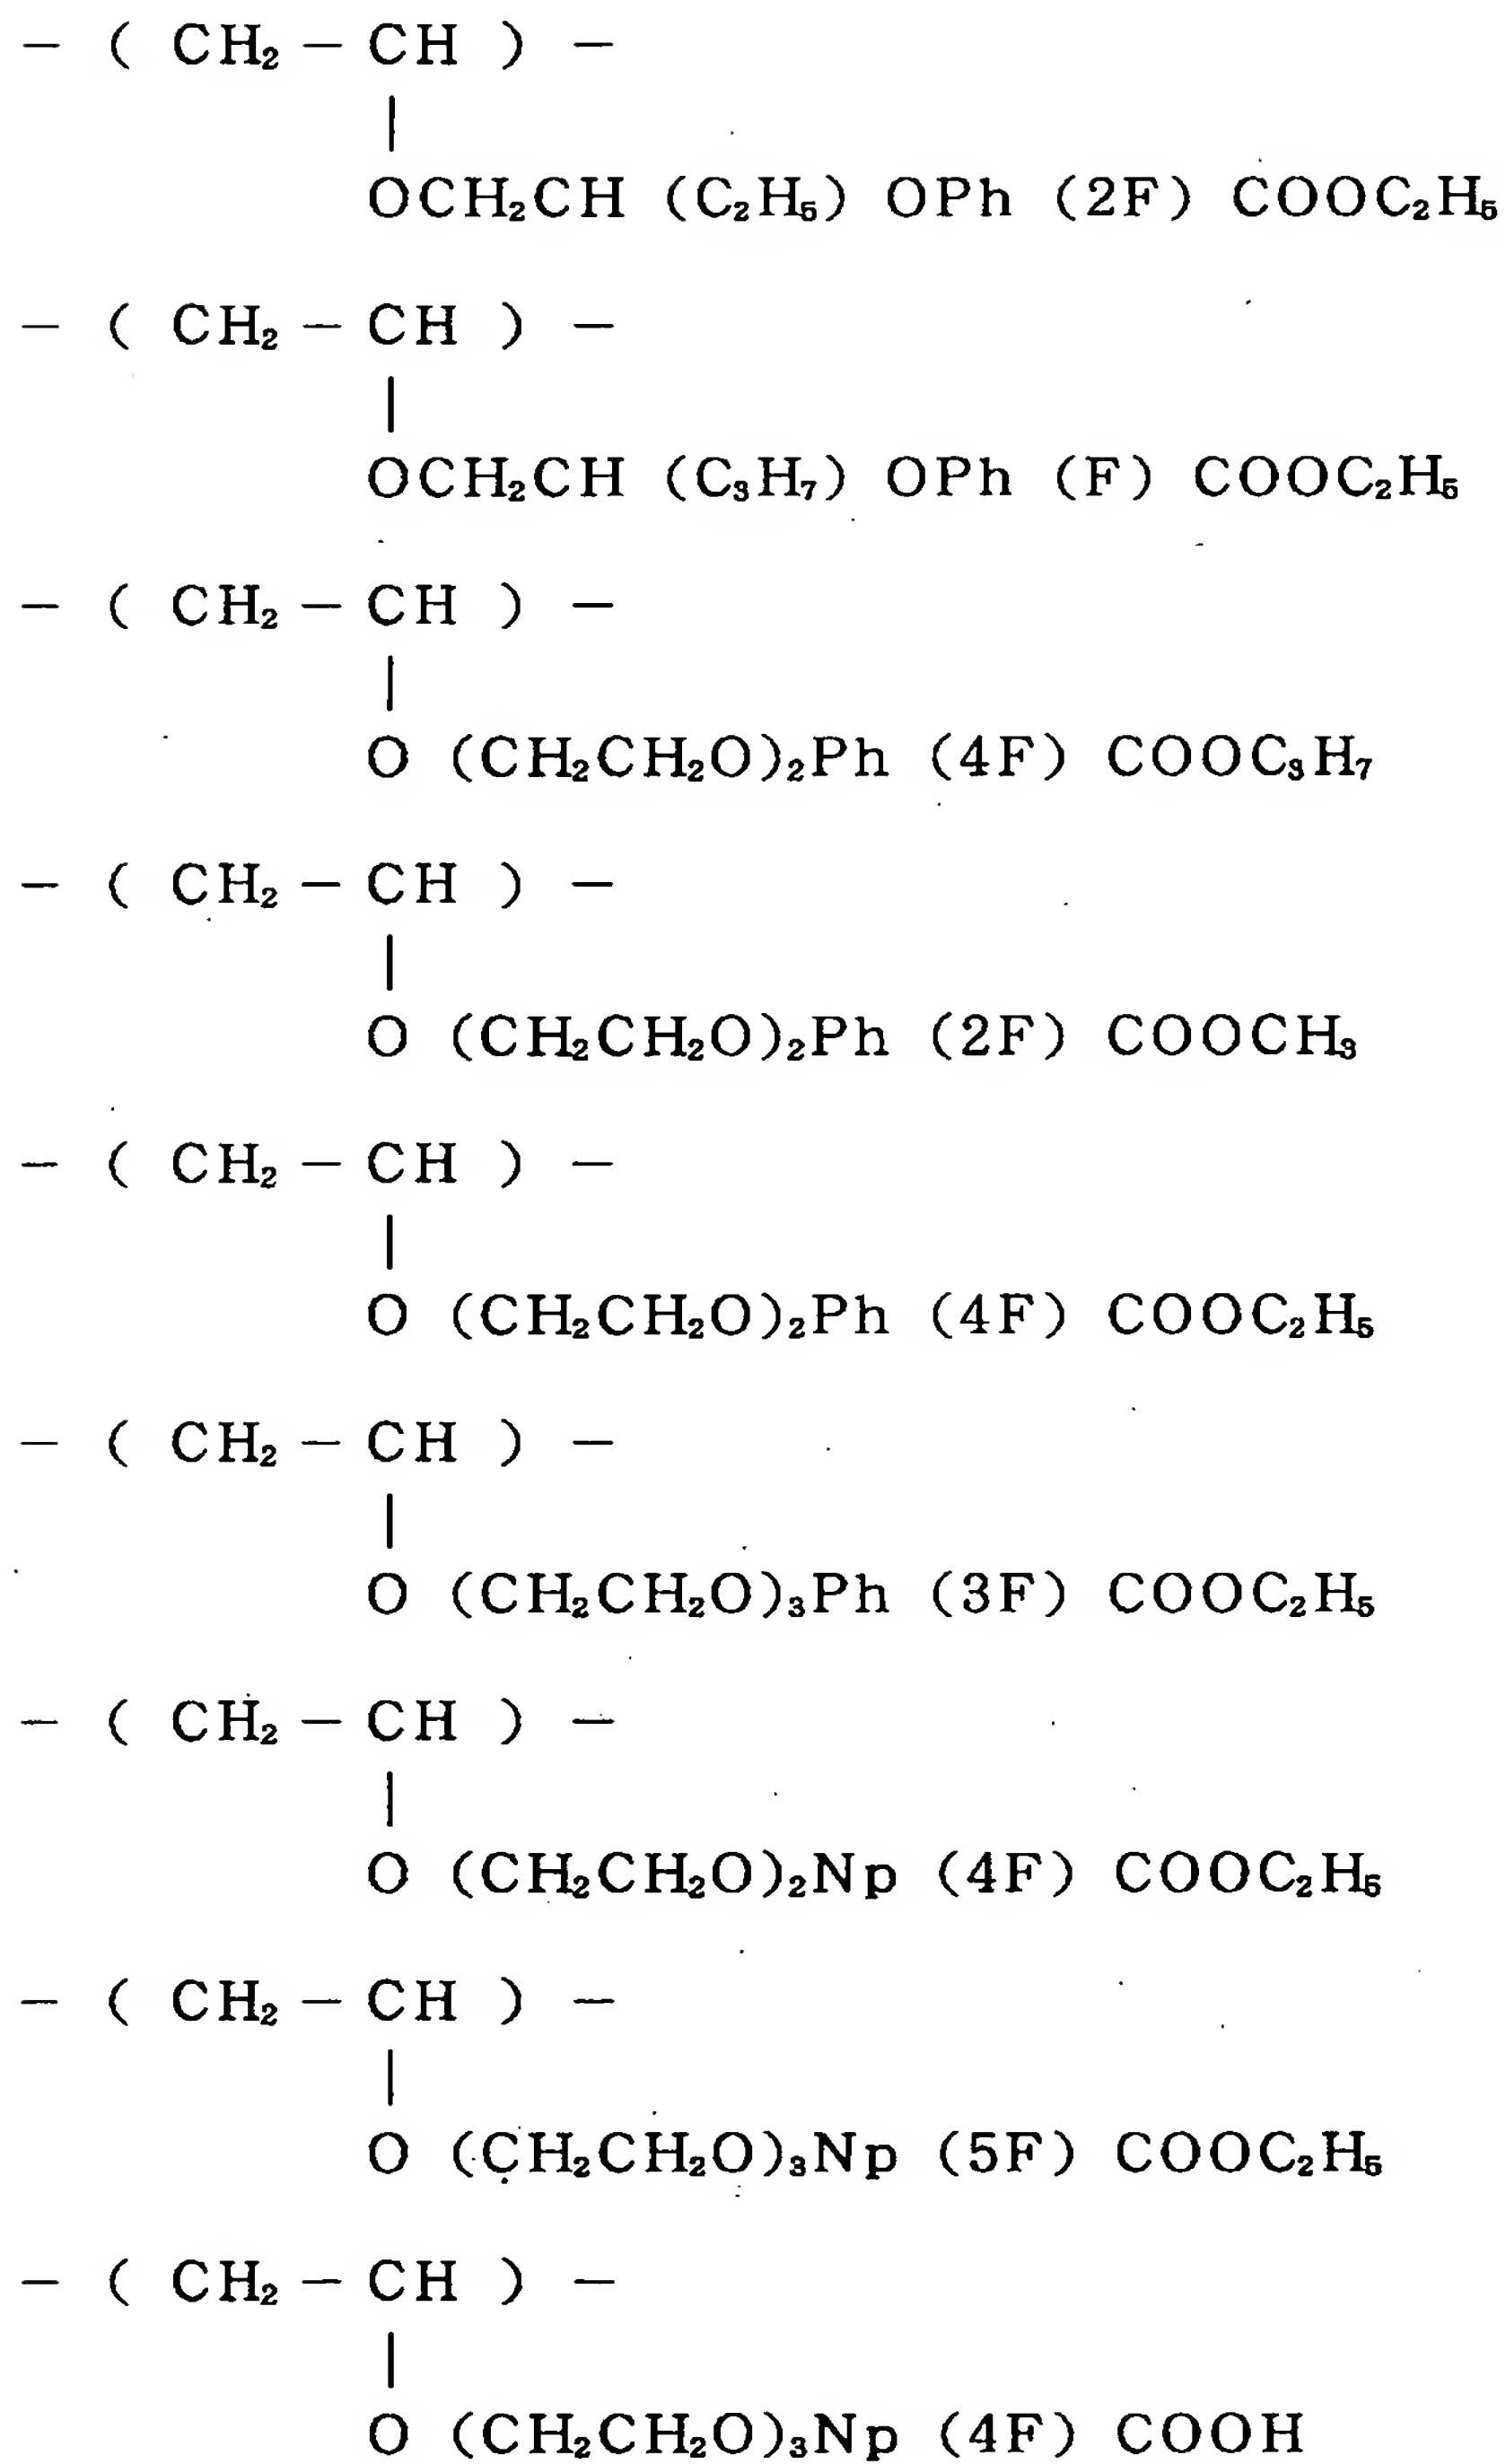 — ( CH₂ — CH ) —
|
OCH₂CH (C₂H₅) OPh (2F) COOC₂H₅
— ( CH₂ — CH ) —
|
OCH₂CH (C₃H₇) OPh (F) COOC₂H₅
— ( CH₂ — CH ) —
|
O (CH₂CH₂O)₂Ph (4F) COOC₃H₇
— ( CH₂ — CH ) —
|
O (CH₂CH₂O)₂Ph (2F) COOCH₃
— ( CH₂ — CH ) —
|
O (CH₂CH₂O)₂Ph (4F) COOC₂H₅
— ( CH₂ — CH ) —
|
O (CH₂CH₂O)₃Ph (3F) COOC₂H₅
— ( CH₂ — CH ) —
|
O (CH₂CH₂O)₂Np (4F) COOC₂H₅
— ( CH₂ — CH ) —
|
O (CH₂CH₂O)₃Np (5F) COOC₂H₅
— ( CH₂ — CH ) —
|
O (CH₂CH₂O)₃Np (4F) COOH